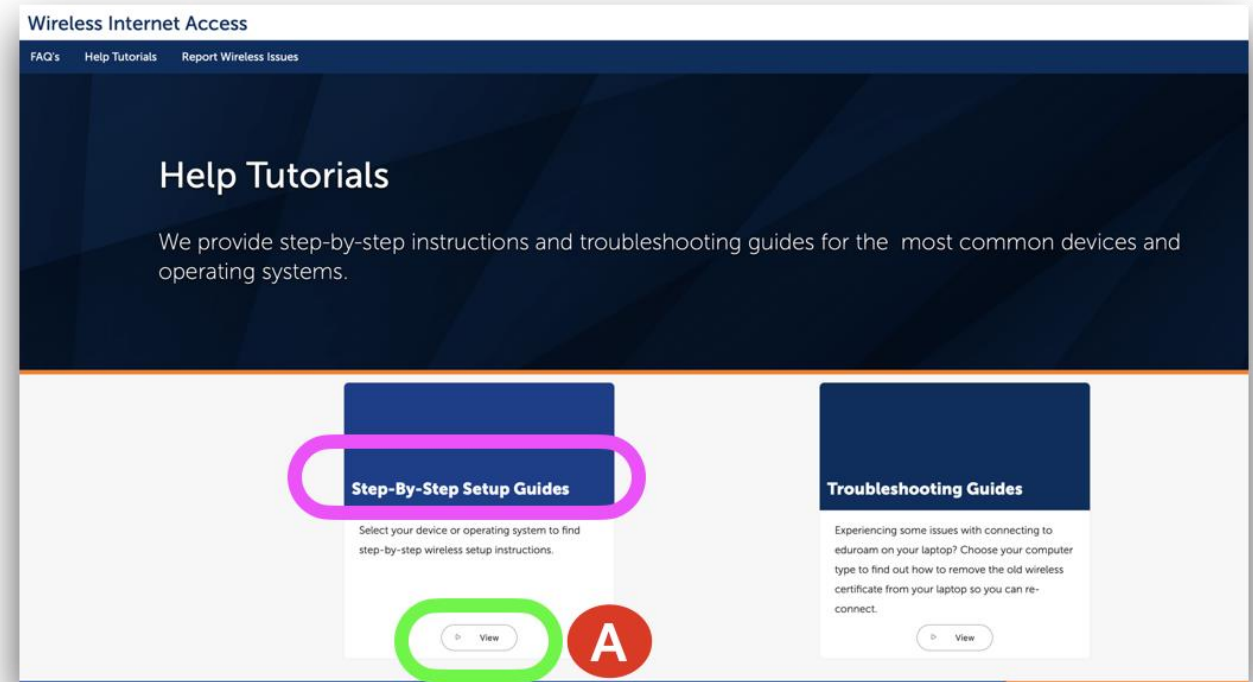 Wireless Internet Access
FAQ's Help Tutorials Report Wireless Issues
Help Tutorials
We provide step-by-step instructions and troubleshooting guides for the most common devices and
operating systems.
Step-By-Step Setup Guides
Select your device or operating system to find
step-by-step wireless setup instructions.
View
A
Troubleshooting Guides
Experiencing some issues with connecting to
eduroam on your laptop? Choose your computer
type to find out how to remove the old wireless
certificate from your laptop so you can re-
connect.
View